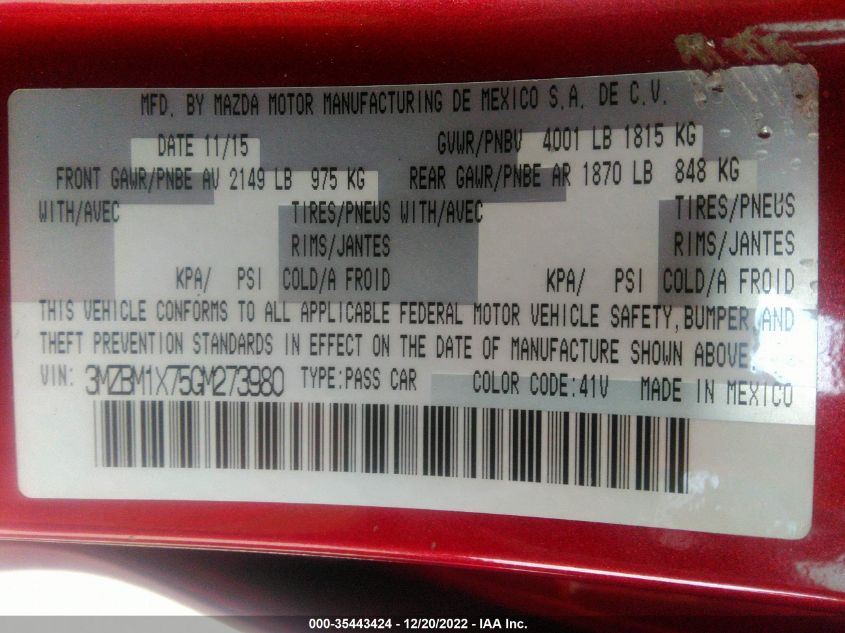 MFD. BY MAZDA MOTOR MANUFACTURING DE MEXICO S.A. DE C.V.
DATE 11/15 GVWR/PNBV 4001 LB 1815 KG
FRONT GAWR/PNBE AV 2149 LB 975 KG REAR GAWR/PNBE AR 1870 LB 848 KG
WITH/AVEC TIRES/PNEUS WITH/AVEC TIRES/PNEUS
RIMS/JANTES RIMS/JANTES
KPA/ PSI COLD/A FROID KPA/ PSI COLD/A FROID
THIS VEHICLE CONFORMS TO ALL APPLICABLE FEDERAL MOTOR VEHICLE SAFETY, BUMPER, AND
THEFT PREVENTION STANDARDS IN EFFECT ON THE DATE OF MANUFACTURE SHOWN ABOVE.
VIN: 3MZBM1X75GM273980 TYPE:PASS CAR COLOR CODE:41V MADE IN MEXICO
000-35443424 - 12/20/2022 - IAA Inc.